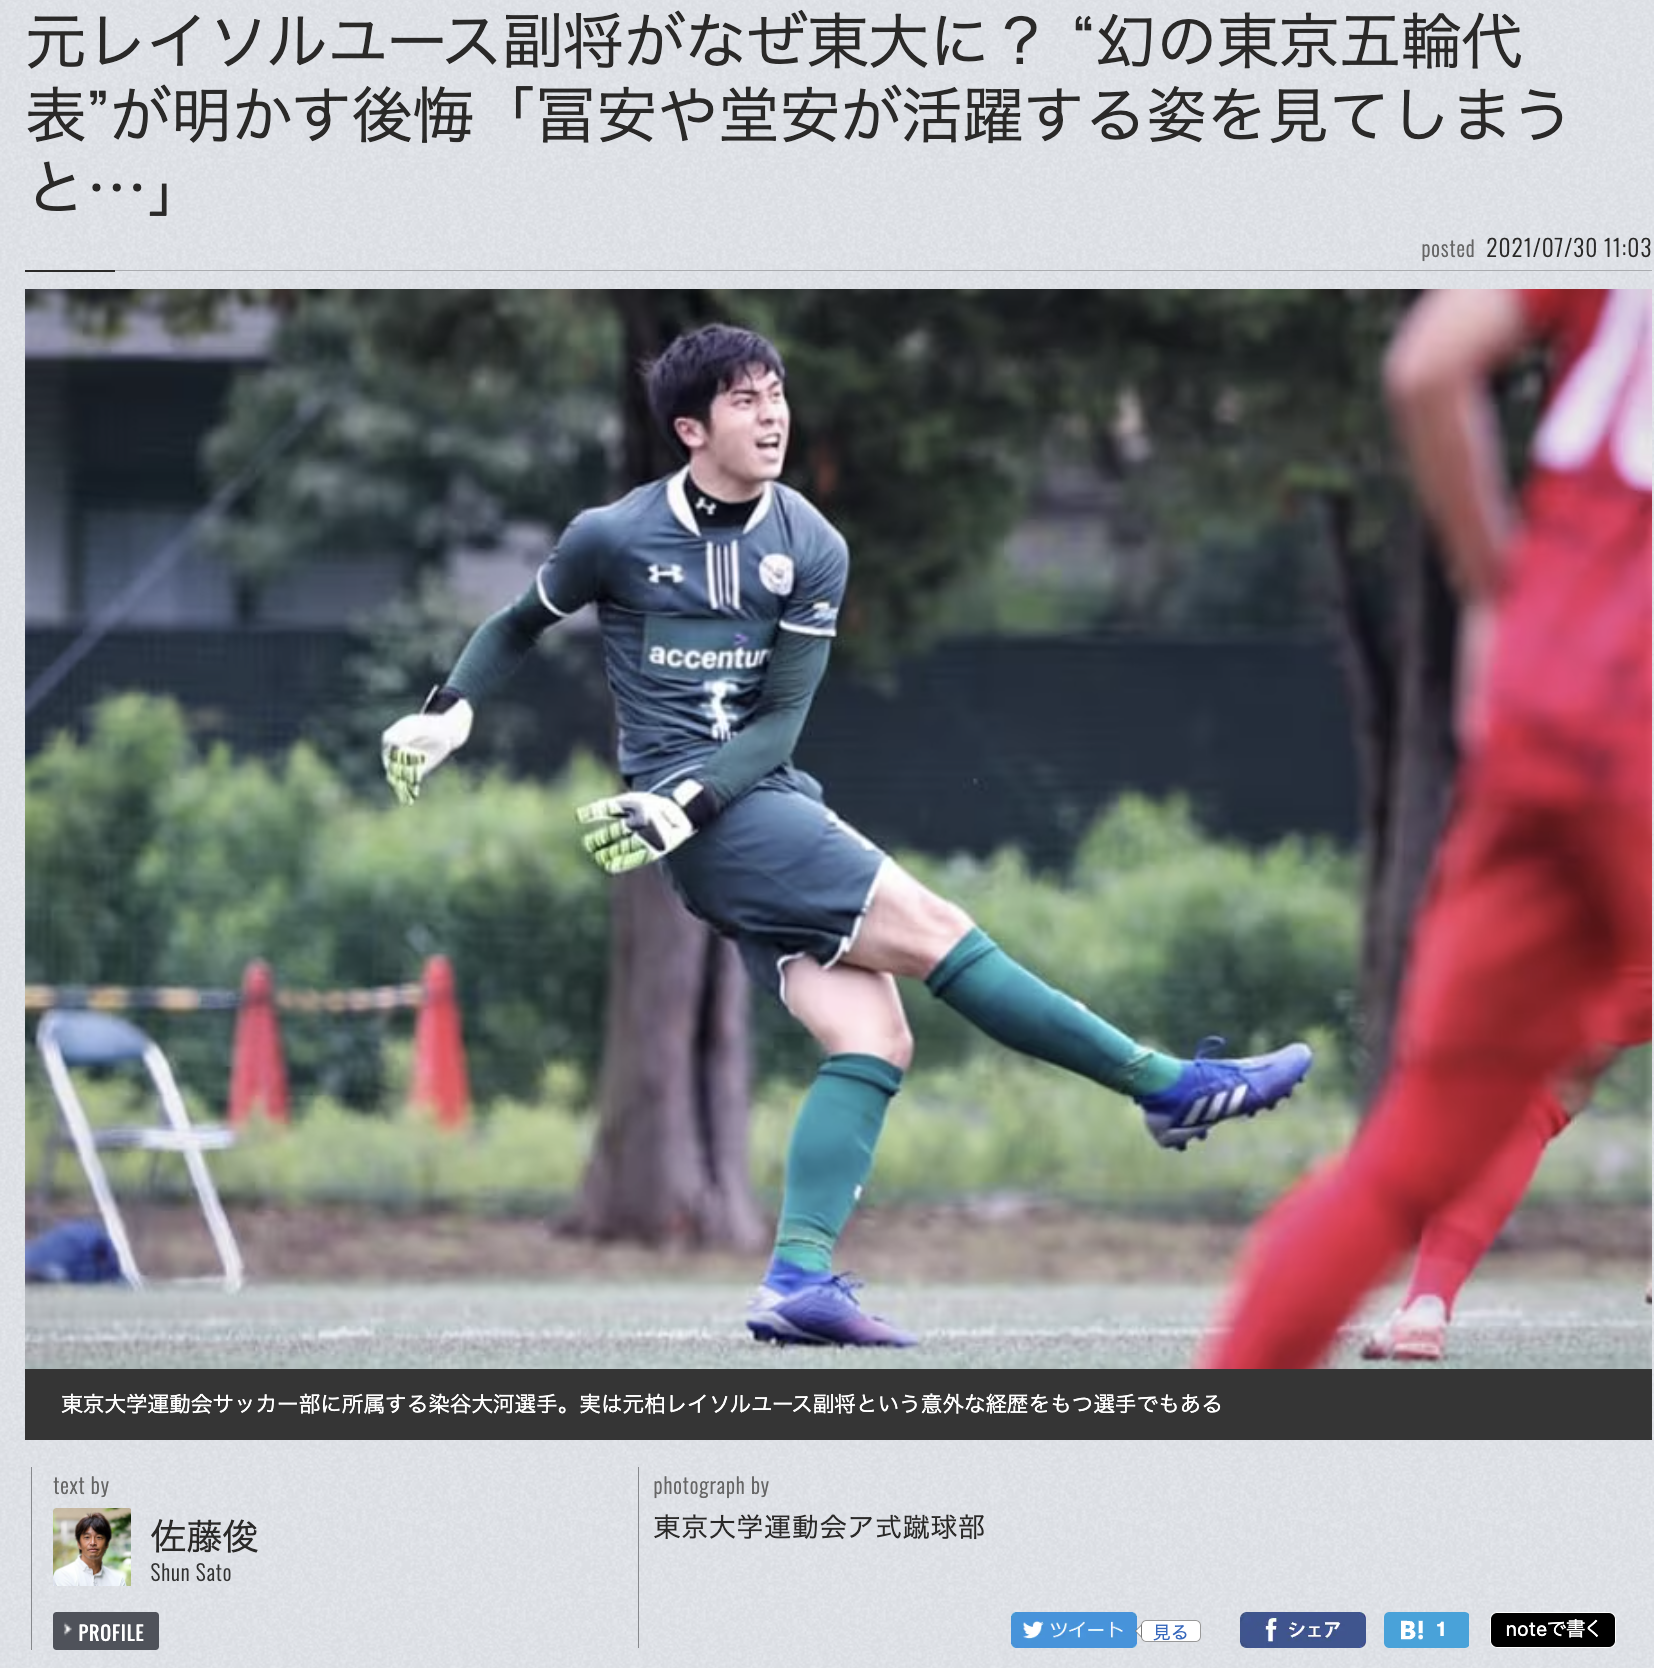 元レイソルユース副将がなぜ東大に？ “幻の東京五輪代
表”が明かす後悔「冨安や堂安が活躍する姿を見てしまう
と…」
posted 2021/07/30 11:03
accentur
東京大学運動会サッカー部に所属する染谷大河選手。実は元柏レイソルユース副将という意外な経歴をもつ選手でもある
text by
佐藤俊
Shun Sato
PROFILE
photograph by
東京大学運動会ア式蹴球部
ツイート 見る シェア B! 1 noteで書く